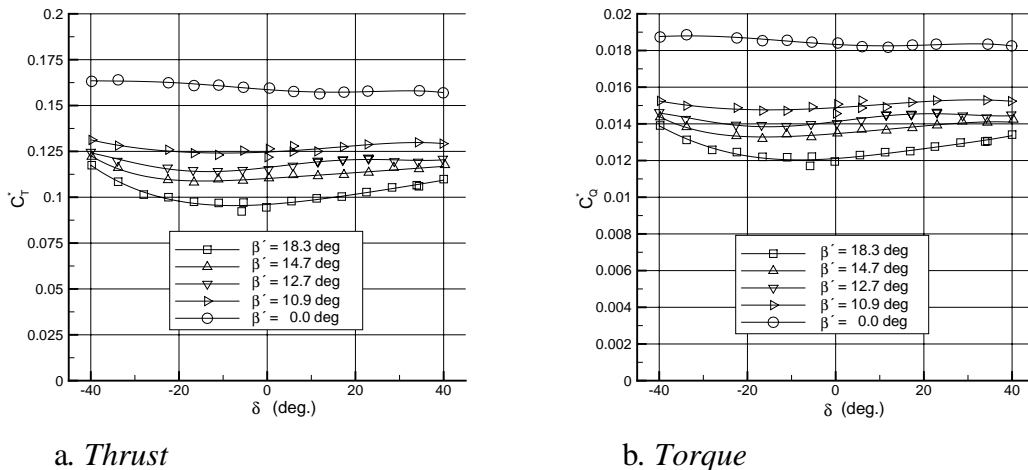 0.2
0.175
0.15
0.125
0.1
0.075
0.05
0.025
0
C*T
-40
-20
0
20
40
δ (deg.)
β´ = 18.3 deg
β´ = 14.7 deg
β´ = 12.7 deg
β´ = 10.9 deg
β´ = 0.0 deg
a. Thrust
0.02
0.018
0.016
0.014
0.012
0.01
0.008
0.006
0.004
0.002
0
C*Q
-40
-20
0
20
40
δ (deg.)
β´ = 18.3 deg
β´ = 14.7 deg
β´ = 12.7 deg
β´ = 10.9 deg
β´ = 0.0 deg
b. Torque